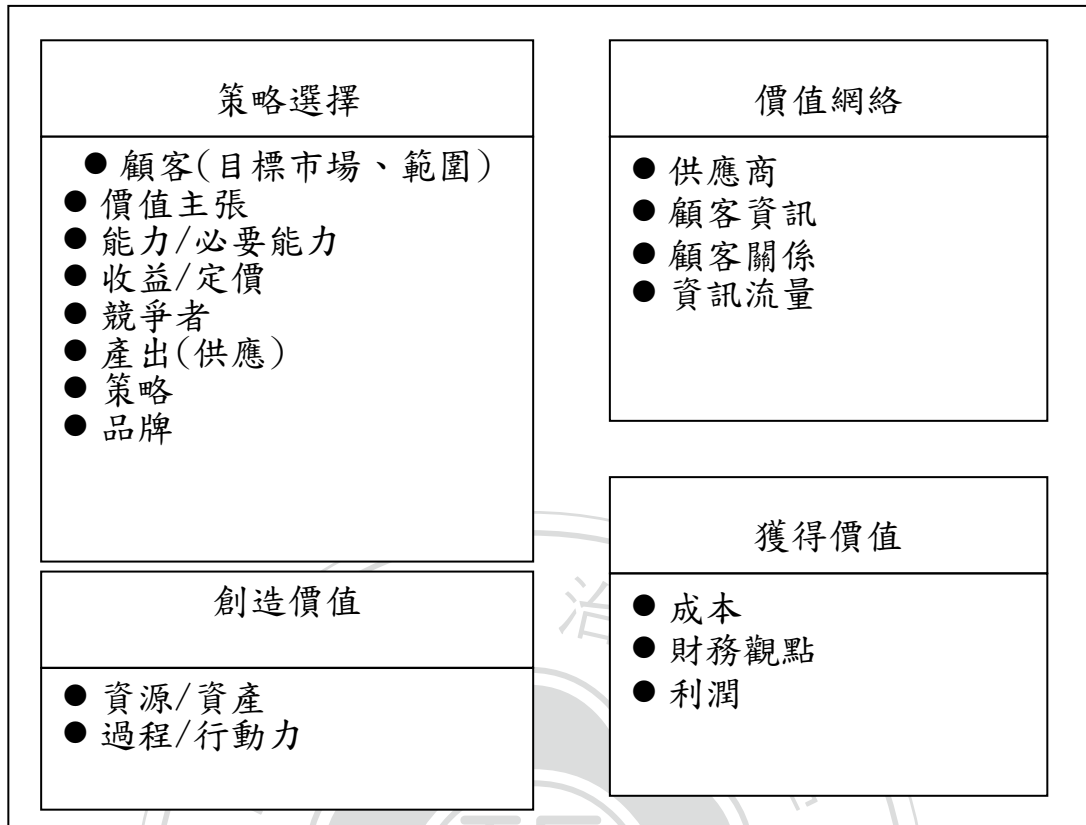 策略選擇
●顧客(目標市場、範圍)
●價值主張
●能力/必要能力
●收益/定價
●競爭者
●產出(供應)
●策略
●品牌
價值網絡
●供應商
●顧客資訊
●顧客關係
●資訊流量
創造價值
●資源/資產
●過程/行動力
獲得價值
●成本
●財務觀點
●利潤
治